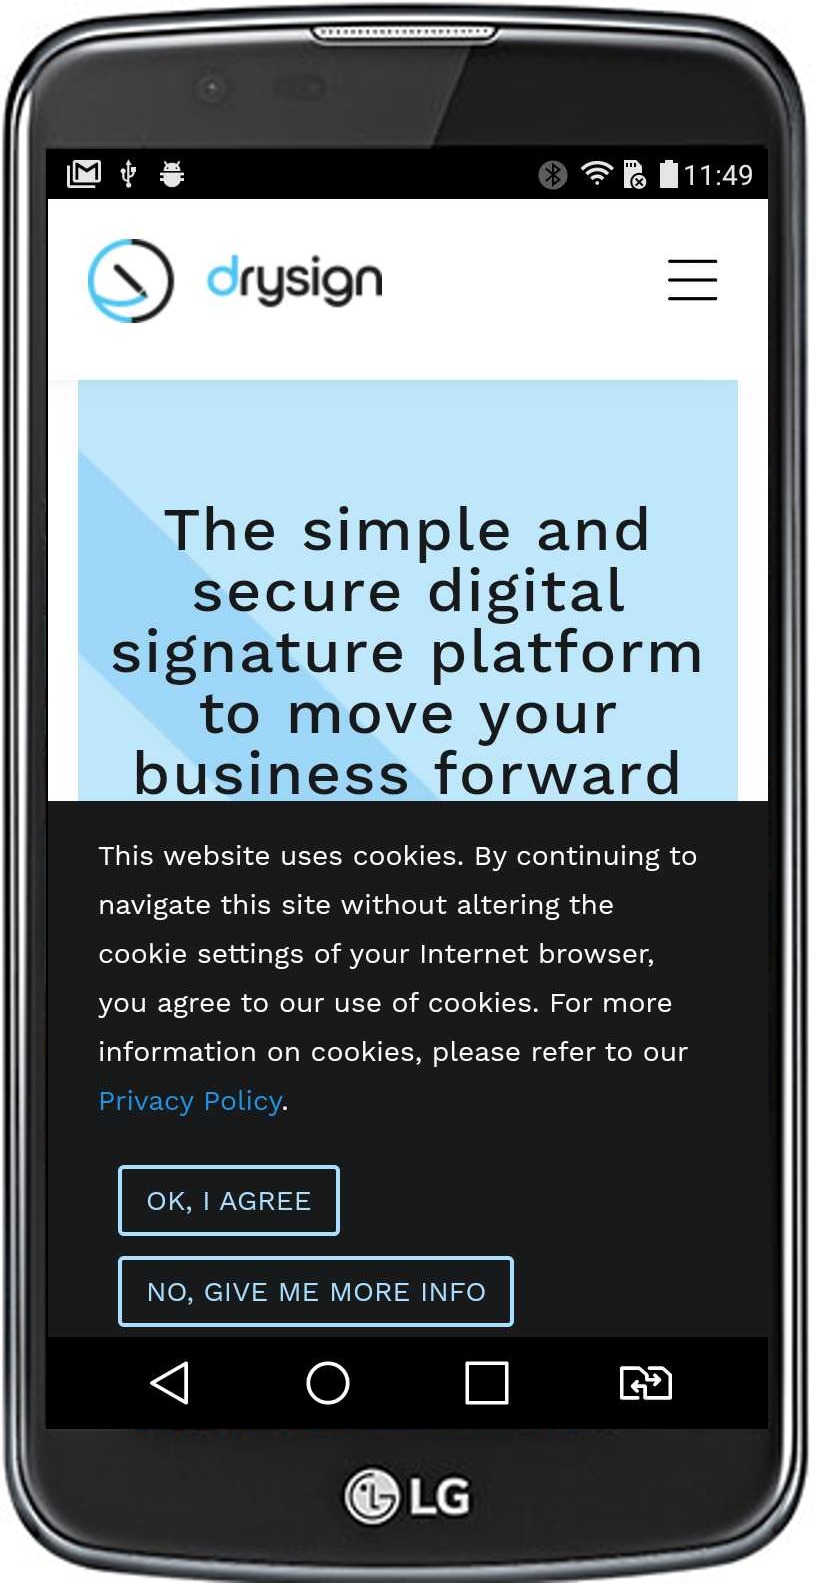 11:49
drysign
The simple and
secure digital
signature platform
to move your
business forward
This website uses cookies. By continuing to
navigate this site without altering the
cookie settings of your Internet browser,
you agree to our use of cookies. For more
information on cookies, please refer to our
Privacy Policy.
OK, I AGREE
NO, GIVE ME MORE INFO
LG